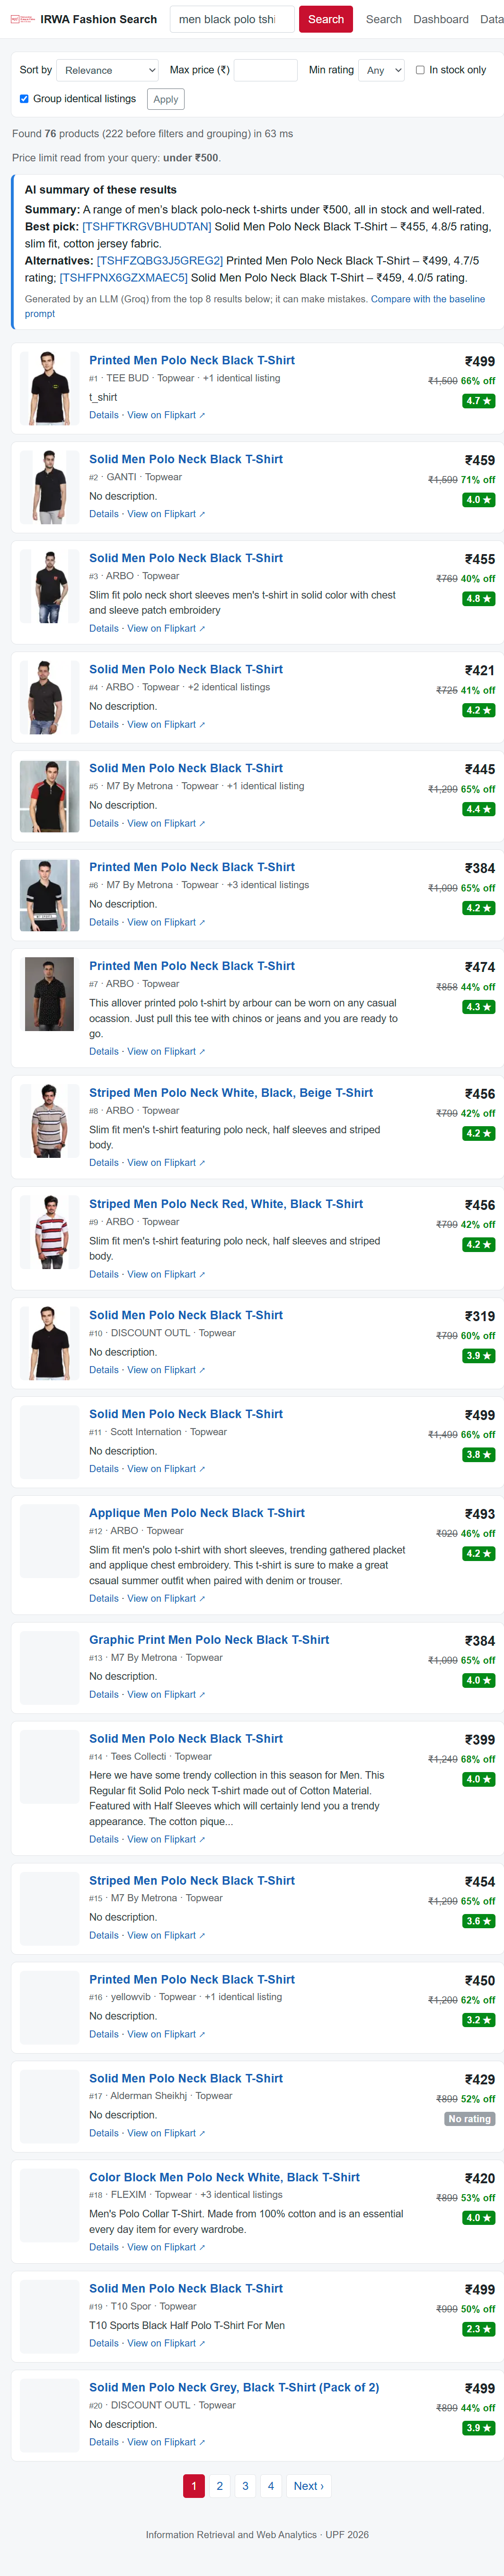 IRWA Fashion Search
men black polo tshi
Search
Search
Dashboard
Data
Sort by
Relevance
Max price (₹)
Min rating
Any
In stock only
Group identical listings
Apply
Found 76 products (222 before filters and grouping) in 63 ms
Price limit read from your query: under ₹500.
AI summary of these results
Summary: A range of men's black polo-neck t-shirts under ₹500, all in stock and well-rated.
Best pick: [TSHFTKRGVBHUDTAN] Solid Men Polo Neck Black T-Shirt – ₹455, 4.8/5 rating,
slim fit, cotton jersey fabric.
Alternatives: [TSHFZQBG3J5GREG2] Printed Men Polo Neck Black T-Shirt – ₹499, 4.7/5
rating; [TSHFPNX6GZXMAEC5] Solid Men Polo Neck Black T-Shirt – ₹459, 4.0/5 rating.
Generated by an LLM (Groq) from the top 8 results below; it can make mistakes. Compare with the baseline
prompt
Printed Men Polo Neck Black T-Shirt
₹499
#1 · TEE BUD · Topwear · +1 identical listing
₹1,500 66% off
t_shirt
4.7 ★
Details · View on Flipkart ↗
Solid Men Polo Neck Black T-Shirt
₹459
#2 · GANTI · Topwear
₹1,599 71% off
No description.
4.0 ★
Details · View on Flipkart ↗
Solid Men Polo Neck Black T-Shirt
₹455
#3 · ARBO · Topwear
₹769 40% off
Slim fit polo neck short sleeves men's t-shirt in solid color with chest
and sleeve patch embroidery
4.8 ★
Details · View on Flipkart ↗
Solid Men Polo Neck Black T-Shirt
₹421
#4 · ARBO · Topwear · +2 identical listings
₹725 41% off
No description.
4.2 ★
Details · View on Flipkart ↗
Solid Men Polo Neck Black T-Shirt
₹445
#5 · M7 By Metrona · Topwear · +1 identical listing
₹1,299 65% off
No description.
4.4 ★
Details · View on Flipkart ↗
Printed Men Polo Neck Black T-Shirt
₹384
#6 · M7 By Metrona · Topwear · +3 identical listings
₹1,099 65% off
No description.
4.2 ★
Details · View on Flipkart ↗
Printed Men Polo Neck Black T-Shirt
₹474
#7 · ARBO · Topwear
₹858 44% off
This allover printed polo t-shirt by arbour can be worn on any casual
ocassion. Just pull this tee with chinos or jeans and you are ready to
go.
4.3 ★
Details · View on Flipkart ↗
Striped Men Polo Neck White, Black, Beige T-Shirt
₹456
#8 · ARBO · Topwear
₹799 42% off
Slim fit men's t-shirt featuring polo neck, half sleeves and striped
body.
4.2 ★
Details · View on Flipkart ↗
Striped Men Polo Neck Red, White, Black T-Shirt
₹456
#9 · ARBO · Topwear
₹799 42% off
Slim fit men's t-shirt featuring polo neck, half sleeves and striped
body.
4.2 ★
Details · View on Flipkart ↗
Solid Men Polo Neck Black T-Shirt
₹319
#10 · DISCOUNT OUTL · Topwear
₹799 60% off
No description.
3.9 ★
Details · View on Flipkart ↗
Solid Men Polo Neck Black T-Shirt
₹499
#11 · Scott Internation · Topwear
₹1,499 66% off
No description.
3.8 ★
Details · View on Flipkart ↗
Applique Men Polo Neck Black T-Shirt
₹493
#12 · ARBO · Topwear
₹920 46% off
Slim fit men's polo t-shirt with short sleeves, trending gathered placket
and applique chest embroidery. This t-shirt is sure to make a great
csaual summer outfit when paired with denim or trouser.
4.2 ★
Details · View on Flipkart ↗
Graphic Print Men Polo Neck Black T-Shirt
₹384
#13 · M7 By Metrona · Topwear
₹1,099 65% off
No description.
4.0 ★
Details · View on Flipkart ↗
Solid Men Polo Neck Black T-Shirt
₹399
#14 · Tees Collecti · Topwear
₹1,249 68% off
Here we have some trendy collection in this season for Men. This
Regular fit Solid Polo neck T-shirt made out of Cotton Material.
Featured with Half Sleeves which will certainly lend you a trendy
appearance. The cotton pique...
4.0 ★
Details · View on Flipkart ↗
Striped Men Polo Neck Black T-Shirt
₹454
#15 · M7 By Metrona · Topwear
₹1,299 65% off
No description.
3.6 ★
Details · View on Flipkart ↗
Printed Men Polo Neck Black T-Shirt
₹450
#16 · yellowvib · Topwear · +1 identical listing
₹1,200 62% off
No description.
3.2 ★
Details · View on Flipkart ↗
Solid Men Polo Neck Black T-Shirt
₹429
#17 · Alderman Sheikhj · Topwear
₹899 52% off
No description.
No rating
Details · View on Flipkart ↗
Color Block Men Polo Neck White, Black T-Shirt
₹420
#18 · FLEXIM · Topwear · +3 identical listings
₹899 53% off
Men's Polo Collar T-Shirt. Made from 100% cotton and is an essential
every day item for every wardrobe.
4.0 ★
Details · View on Flipkart ↗
Solid Men Polo Neck Black T-Shirt
₹499
#19 · T10 Spor · Topwear
₹999 50% off
T10 Sports Black Half Polo T-Shirt For Men
2.3 ★
Details · View on Flipkart ↗
Solid Men Polo Neck Grey, Black T-Shirt (Pack of 2)
₹499
#20 · DISCOUNT OUTL · Topwear
₹899 44% off
No description.
3.9 ★
Details · View on Flipkart ↗
1 2 3 4 Next ›
Information Retrieval and Web Analytics · UPF 2026